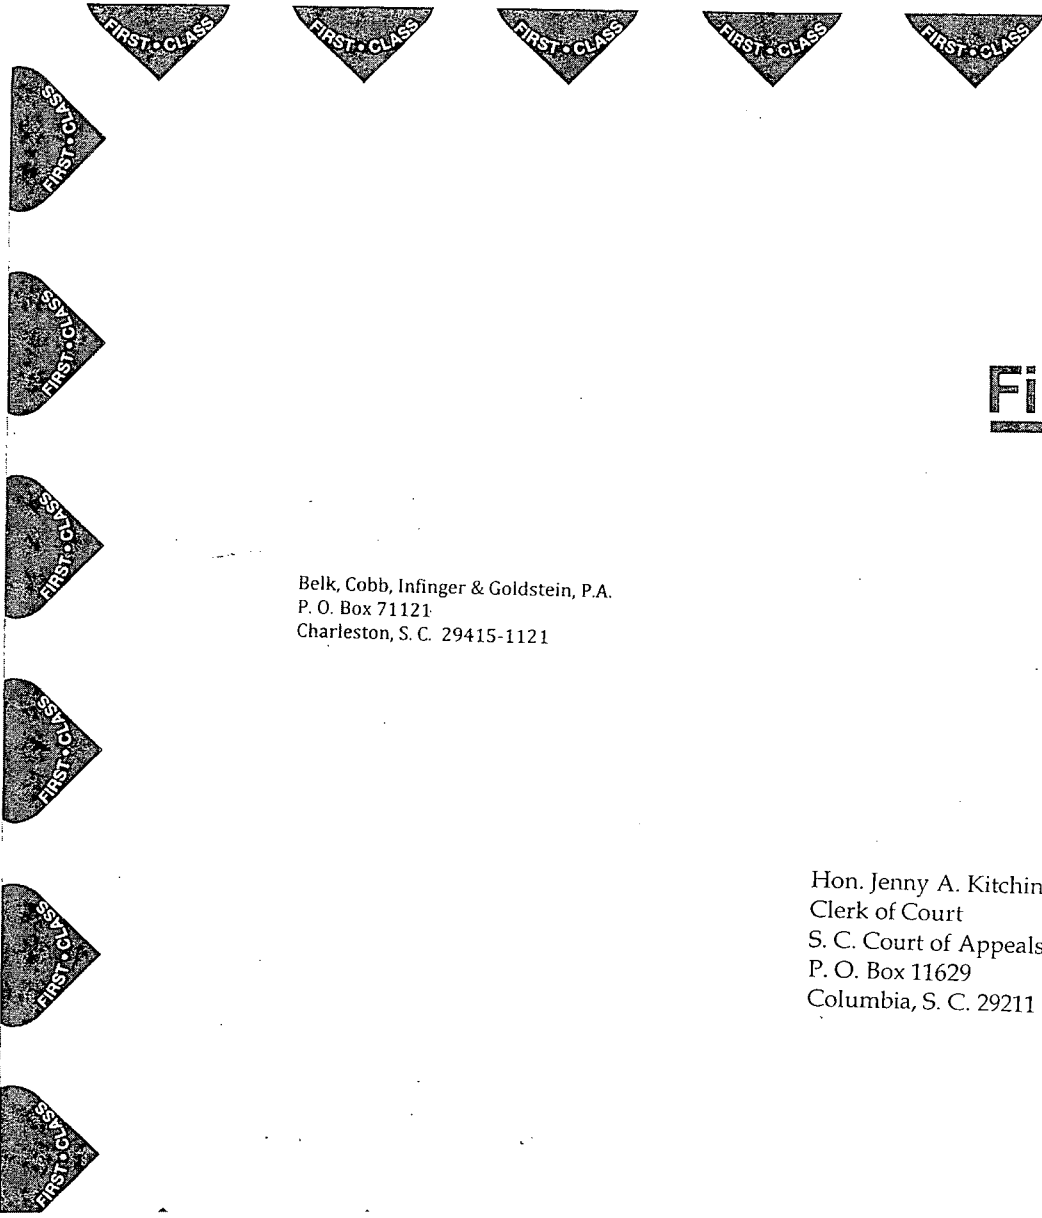 FIRST•CLASS
FIRST•CLASS
FIRST•CLASS
FIRST•CLASS
FIRST•CLASS
FIRST•CLASS
FIRST•CLASS
Fi
FIRST•CLASS
Belk, Cobb, Infinger & Goldstein, P.A.
P. O. Box 71121
Charleston, S. C. 29415-1121
FIRST•CLASS
Hon. Jenny A. Kitchin
Clerk of Court
S. C. Court of Appeals
P. O. Box 11629
Columbia, S. C. 29211
FIRST•CLASS
FIRST•CLASS